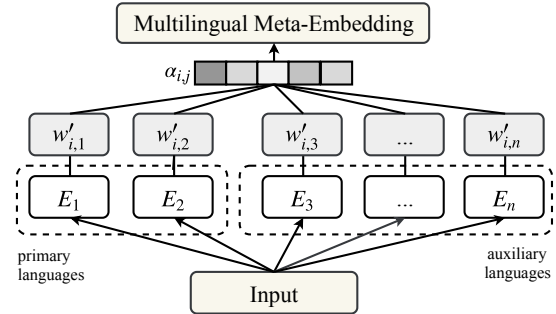 Multilingual Meta-Embedding
α_{i,j}
w′_{i,1} w′_{i,2} w′_{i,3} ... w′_{i,n}
E_1 E_2 E_3 ... E_n
primary
languages
auxiliary
languages
Input